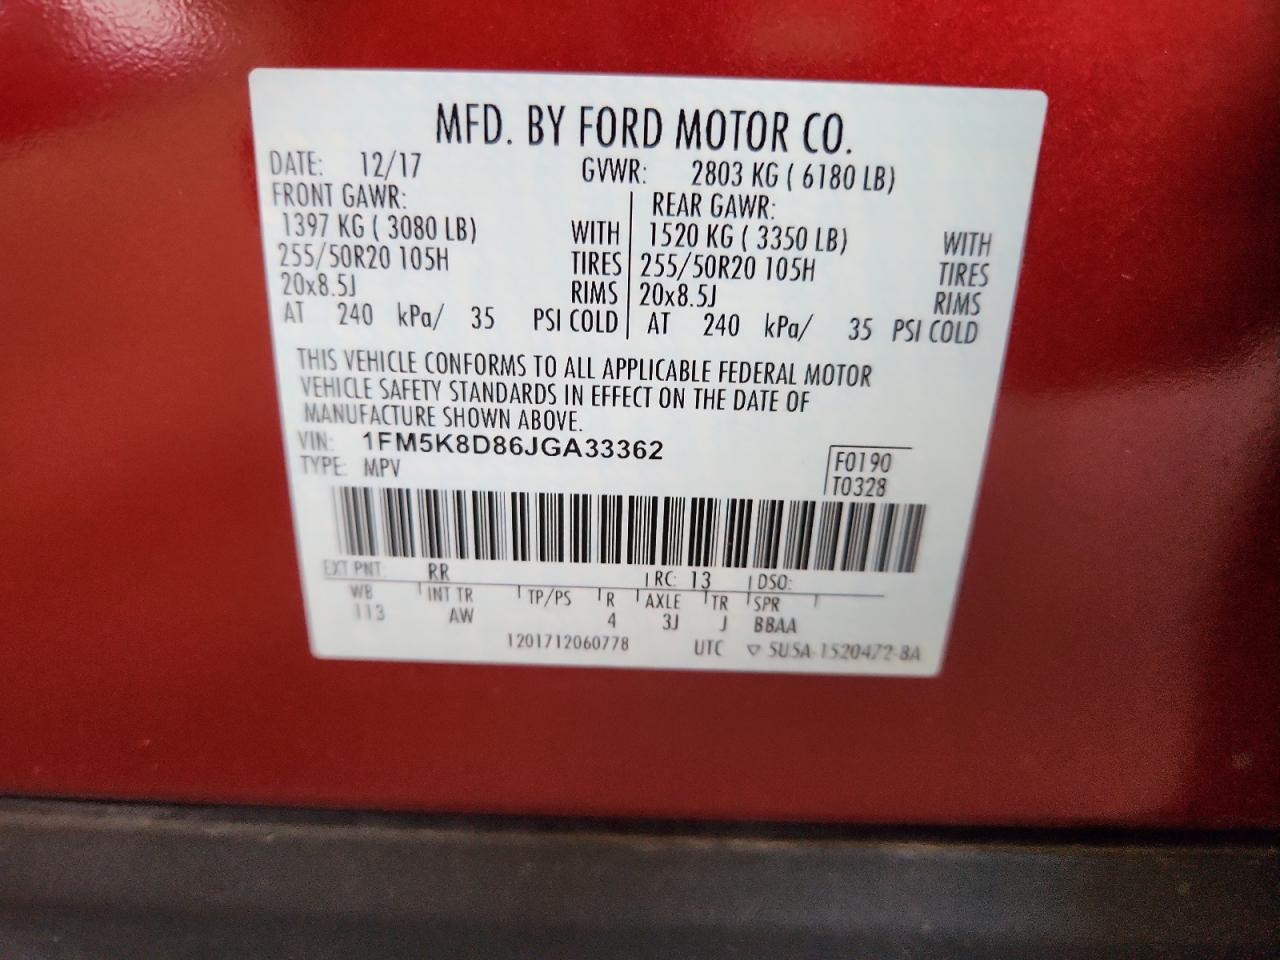 MFD. BY FORD MOTOR CO.
DATE: 12/17 GVWR: 2803 KG ( 6180 LB)
FRONT GAWR: REAR GAWR:
1397 KG ( 3080 LB) WITH 1520 KG ( 3350 LB) WITH
255/50R20 105H TIRES 255/50R20 105H TIRES
20x8.5J RIMS 20x8.5J RIMS
AT 240 kPa/ 35 PSI COLD AT 240 kPa/ 35 PSI COLD
THIS VEHICLE CONFORMS TO ALL APPLICABLE FEDERAL MOTOR
VEHICLE SAFETY STANDARDS IN EFFECT ON THE DATE OF
MANUFACTURE SHOWN ABOVE.
VIN: 1FM5K8D86JGA33362
TYPE: MPV
F0190
T0328
EXT PNT: RR RC: 13 DSO:
WB INT TR TP/PS R AXLE TR SPR
113 AW 4 3J J BBAA
1201712060778 UTC ▽ SU5A-1520472-BA